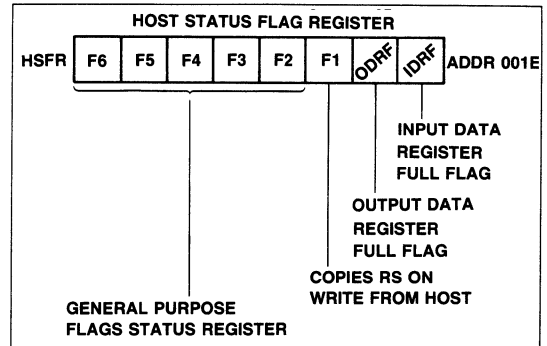 HOST STATUS FLAG REGISTER
HSFR F6 F5 F4 F3 F2 F1 ODRF IDRF ADDR 001E
INPUT DATA
REGISTER
FULL FLAG
OUTPUT DATA
REGISTER
FULL FLAG
COPIES RS ON
WRITE FROM HOST
GENERAL PURPOSE
FLAGS STATUS REGISTER